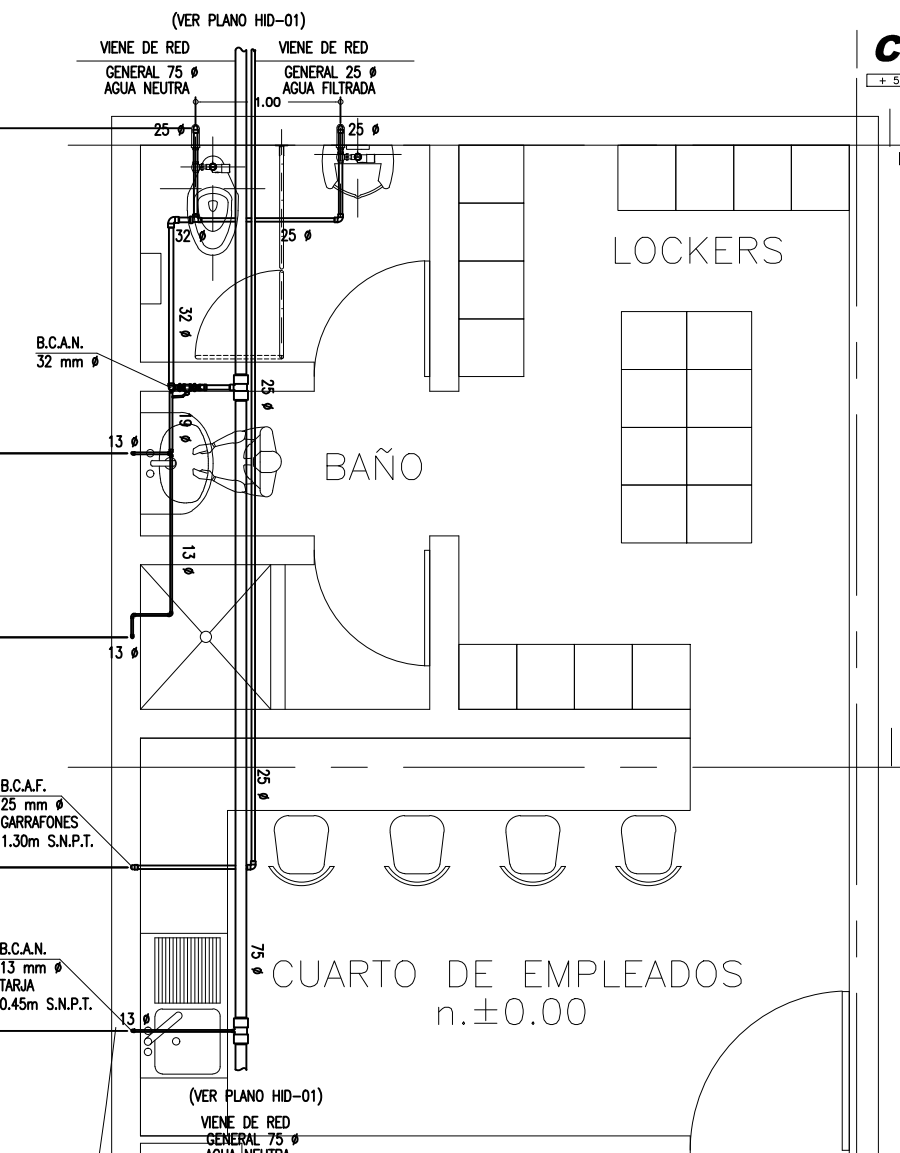 (VER PLANO HID-01)
VIENE DE RED
GENERAL 75 ø
AGUA NEUTRA
VIENE DE RED
GENERAL 25 ø
AGUA FILTRADA
1.00
C
+ 5
25 ø
25 ø
32 ø
25 ø
LOCKERS
32 ø
B.C.A.N.
32 mm ø
25 ø
19 ø
13 ø
BAÑO
13 ø
13 ø
25 ø
B.C.A.F.
25 mm ø
GARRAFONES
1.30m S.N.P.T.
75 ø
B.C.A.N.
13 mm ø
TARJA
0.45m S.N.P.T.
CUARTO DE EMPLEADOS
n.±0.00
13 ø
(VER PLANO HID-01)
VIENE DE RED
GENERAL 75 ø
AGUA NEUTRA